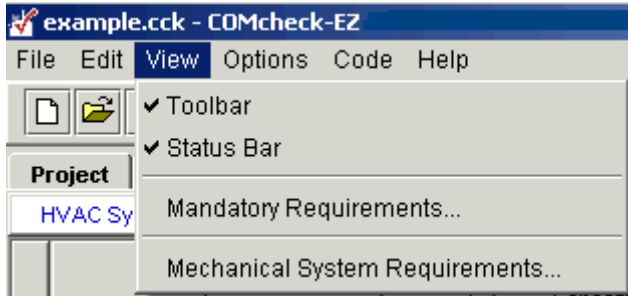 example.cck - COMcheck-EZ
File Edit View Options Code Help
Toolbar
Status Bar
Project
HVAC Sy
Mandatory Requirements...
Mechanical System Requirements...